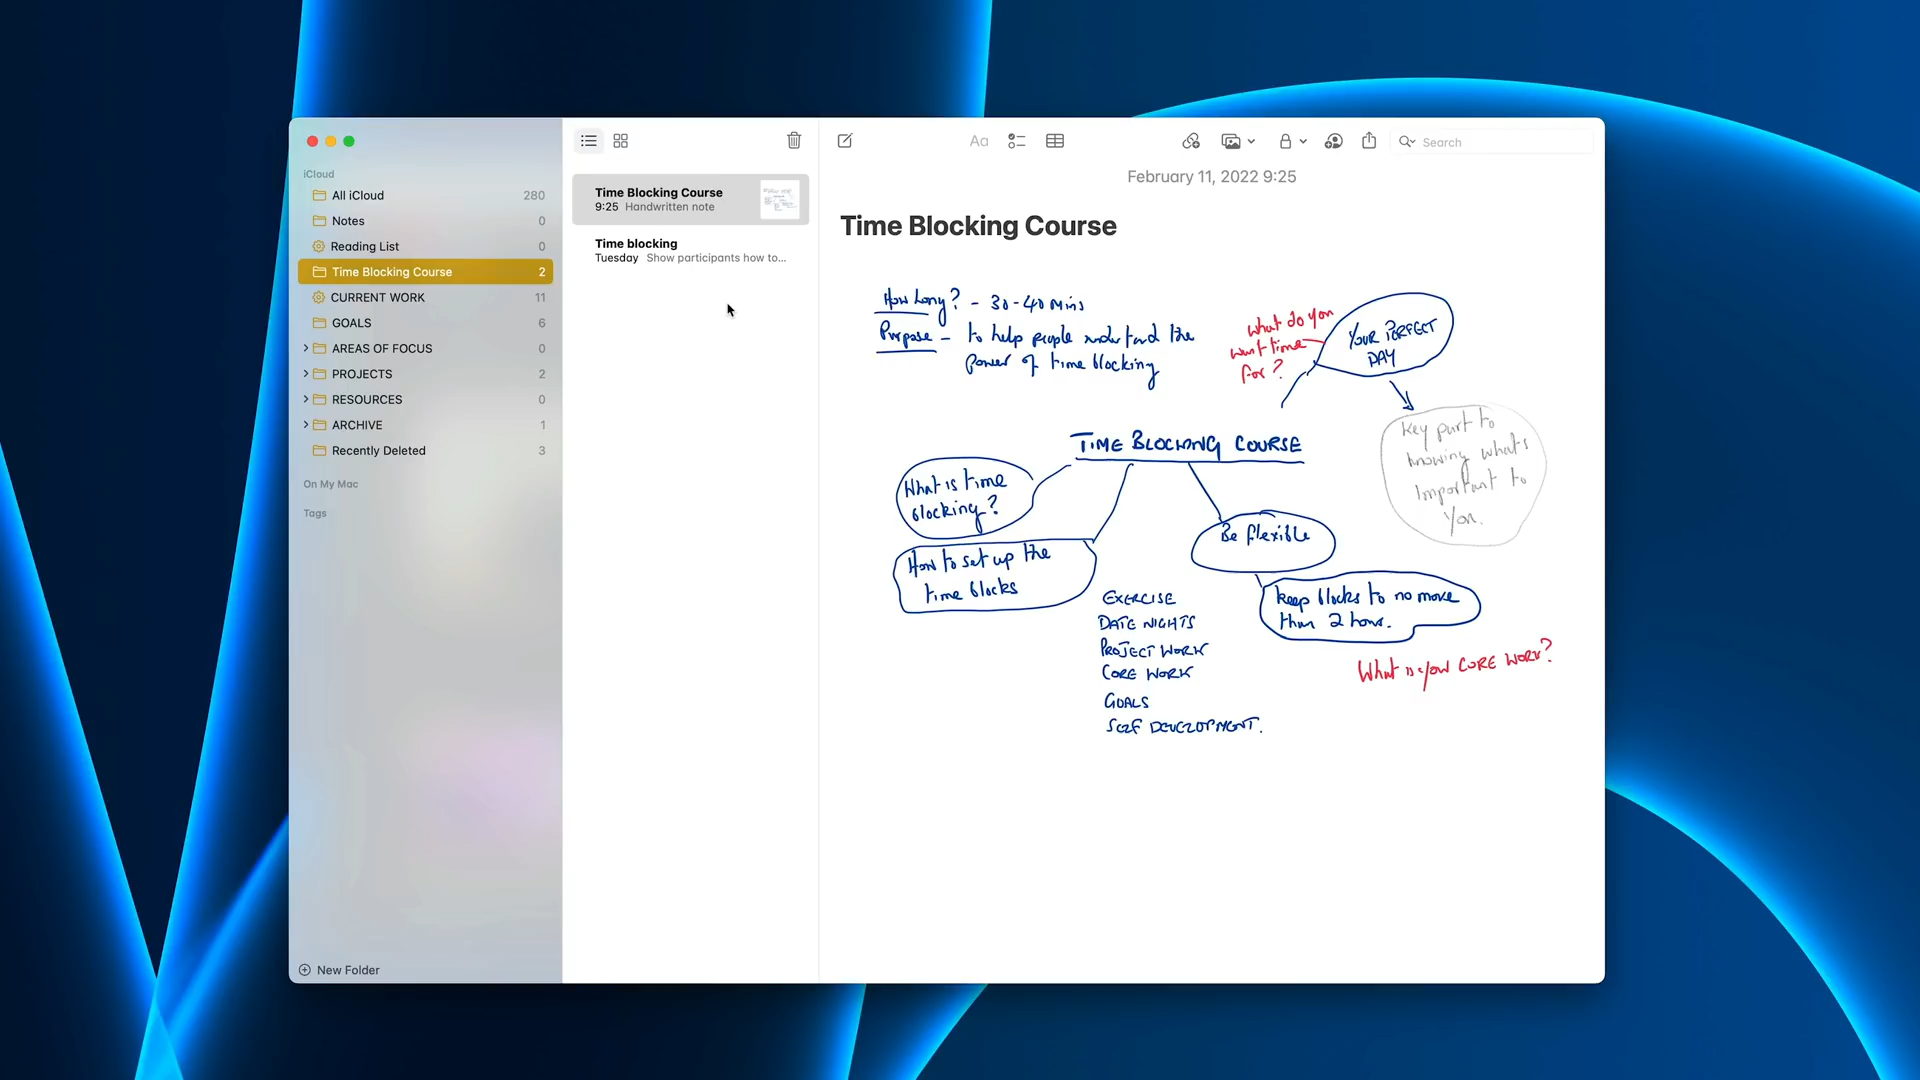 iCloud
All iCloud 280
Notes 0
Reading List 0
Time Blocking Course 2
CURRENT WORK 11
GOALS 6
AREAS OF FOCUS 0
PROJECTS 2
RESOURCES 0
ARCHIVE 1
Recently Deleted 3
On My Mac
Tags
New Folder
Time Blocking Course
9:25 Handwritten note
Time blocking
Tuesday Show participants how to...
Aa
Search
February 11, 2022 9:25
Time Blocking Course
How long? - 30-40 mins
Purpose - to help people understand the
power of time blocking
What do you
want time
for?
YOUR PERFECT
DAY
Key part to
knowing what's
important to
you.
TIME BLOCKING COURSE
What is time
blocking?
How to set up the
time blocks
Be flexible
Keep blocks to no more
than 2 hours.
EXERCISE
DATE NIGHTS
PROJECT WORK
CORE WORK
GOALS
SELF DEVELOPMENT.
What is your CORE WORK?